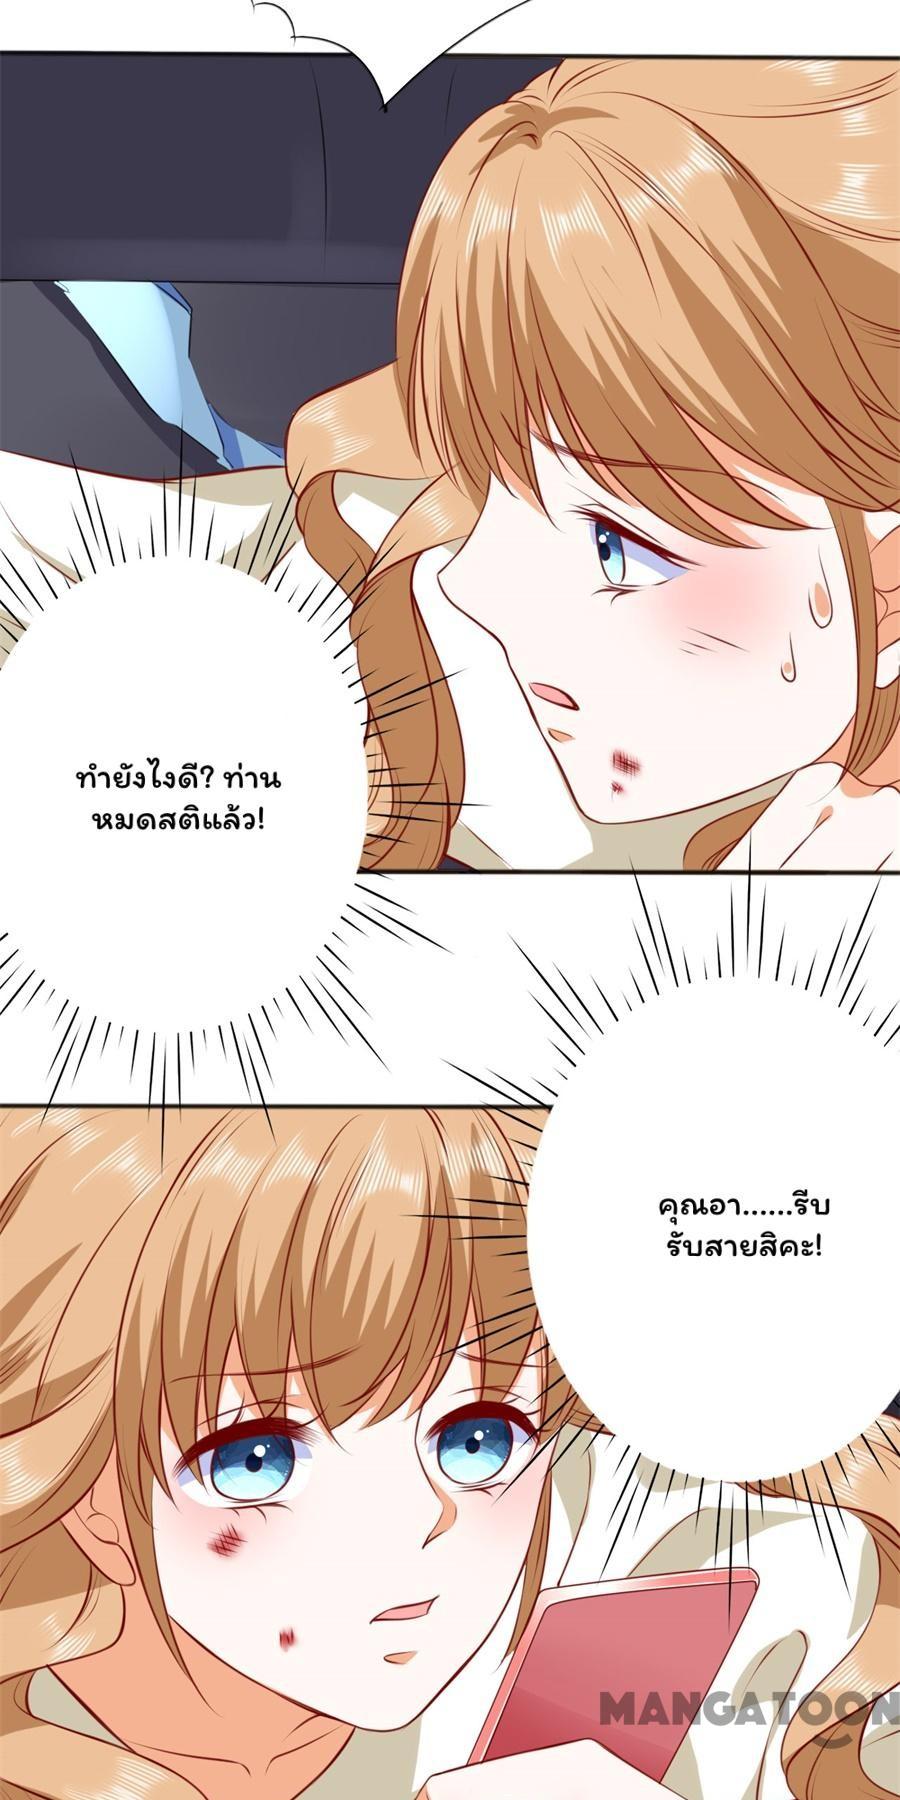 ทำยังไงดี? ท่าน
หมดสติแล้ว!
คุณอา......รีบ
รับสายสิคะ!
MANGATOON